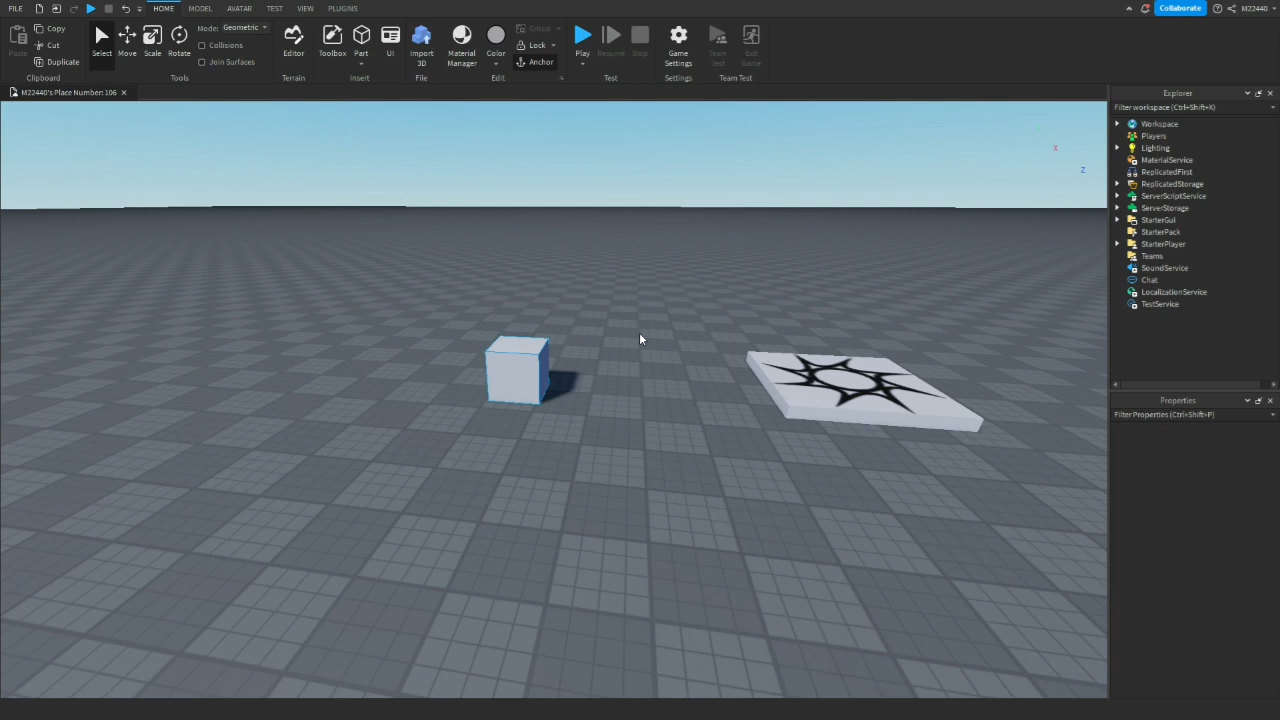 FILE HOME MODEL AVATAR TEST VIEW PLUGINS Collaborate M22440
Paste Copy Cut Duplicate Clipboard
Select Move Scale Rotate Mode: Geometric Collisions Join Surfaces Tools
Editor Terrain
Toolbox Part UI Insert
Import 3D File
Material Manager Color Group Lock Anchor Edit
Play Resume Stop Test
Game Settings Settings
Team Test Exit Game Team Test
M22440's Place Number: 106
X
Z
Explorer
Filter workspace (Ctrl+Shift+X)
Workspace
Players
Lighting
MaterialService
ReplicatedFirst
ReplicatedStorage
ServerScriptService
ServerStorage
StarterGui
StarterPack
StarterPlayer
Teams
SoundService
Chat
LocalizationService
TestService
Properties
Filter Properties (Ctrl+Shift+P)